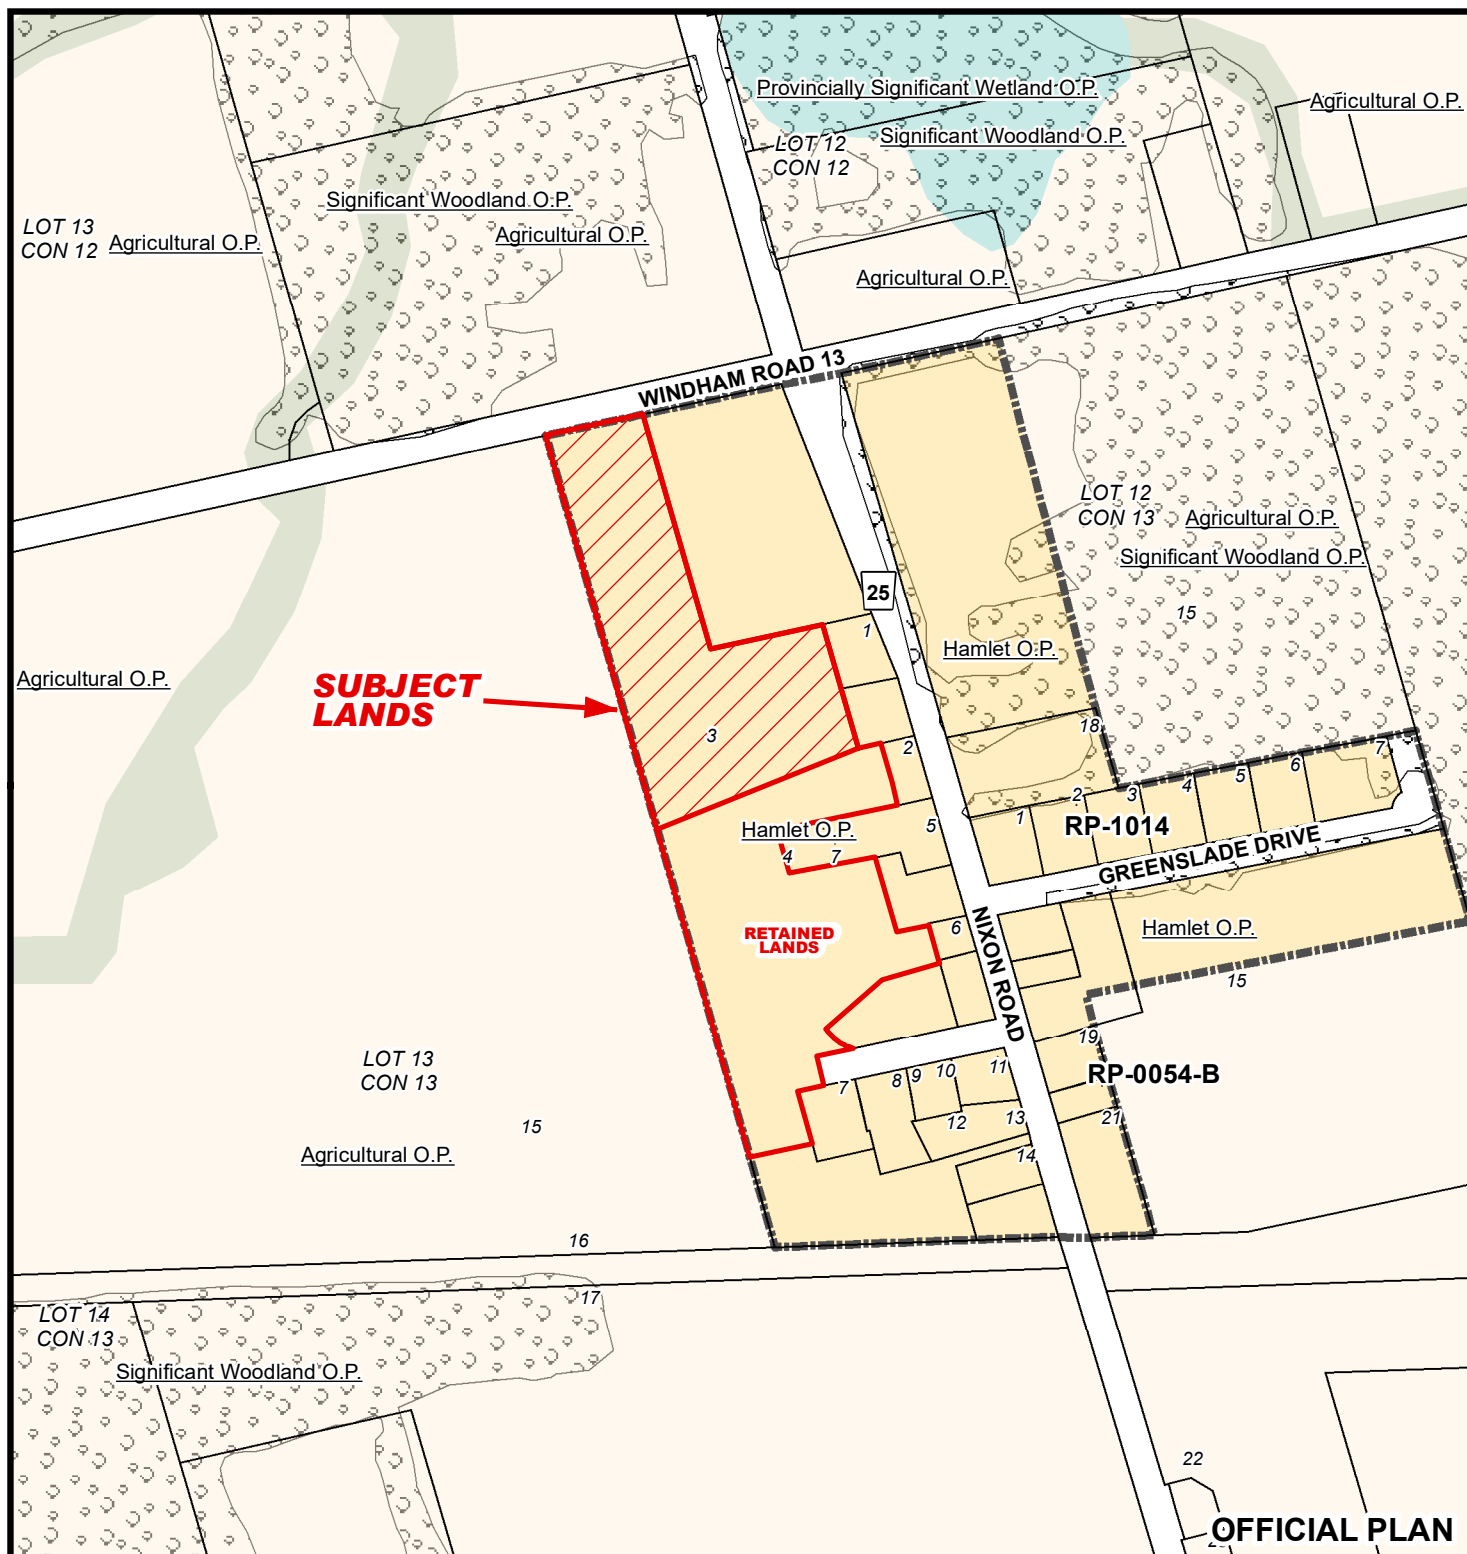 Provincially Significant Wetland O.P.
Agricultural O.P.
Significant Woodland O.P.
LOT 12
CON 12
Significant Woodland O.P.
LOT 13
CON 12
Agricultural O.P.
Agricultural O.P.
Agricultural O.P.
WINDHAM ROAD 13
LOT 12
CON 13
Agricultural O.P.
Significant Woodland O.P.
25
15
1
Hamlet O.P.
Agricultural O.P.
SUBJECT
LANDS
3
18
2
7
6
5
4
3
2
1
5
Hamlet O.P.
RP-1014
4
7
GREENSLADE DRIVE
RETAINED
LANDS
6
Hamlet O.P.
NIXON ROAD
15
LOT 13
CON 13
19
RP-0054-B
7
8
9
10
11
12
13
21
14
15
Agricultural O.P.
16
17
LOT 14
CON 13
Significant Woodland O.P.
22
OFFICIAL PLAN